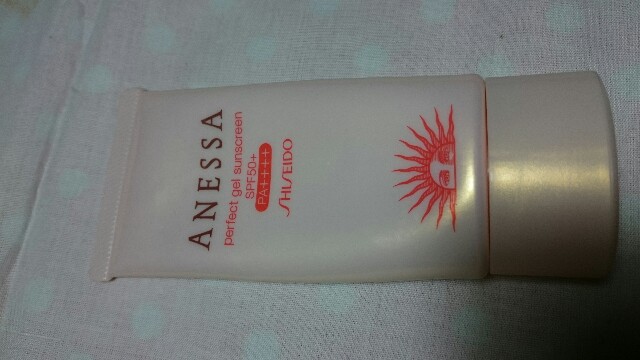 ANESSA
perfect gel sunscreen
SPF50+
PA++++
SHISEIDO